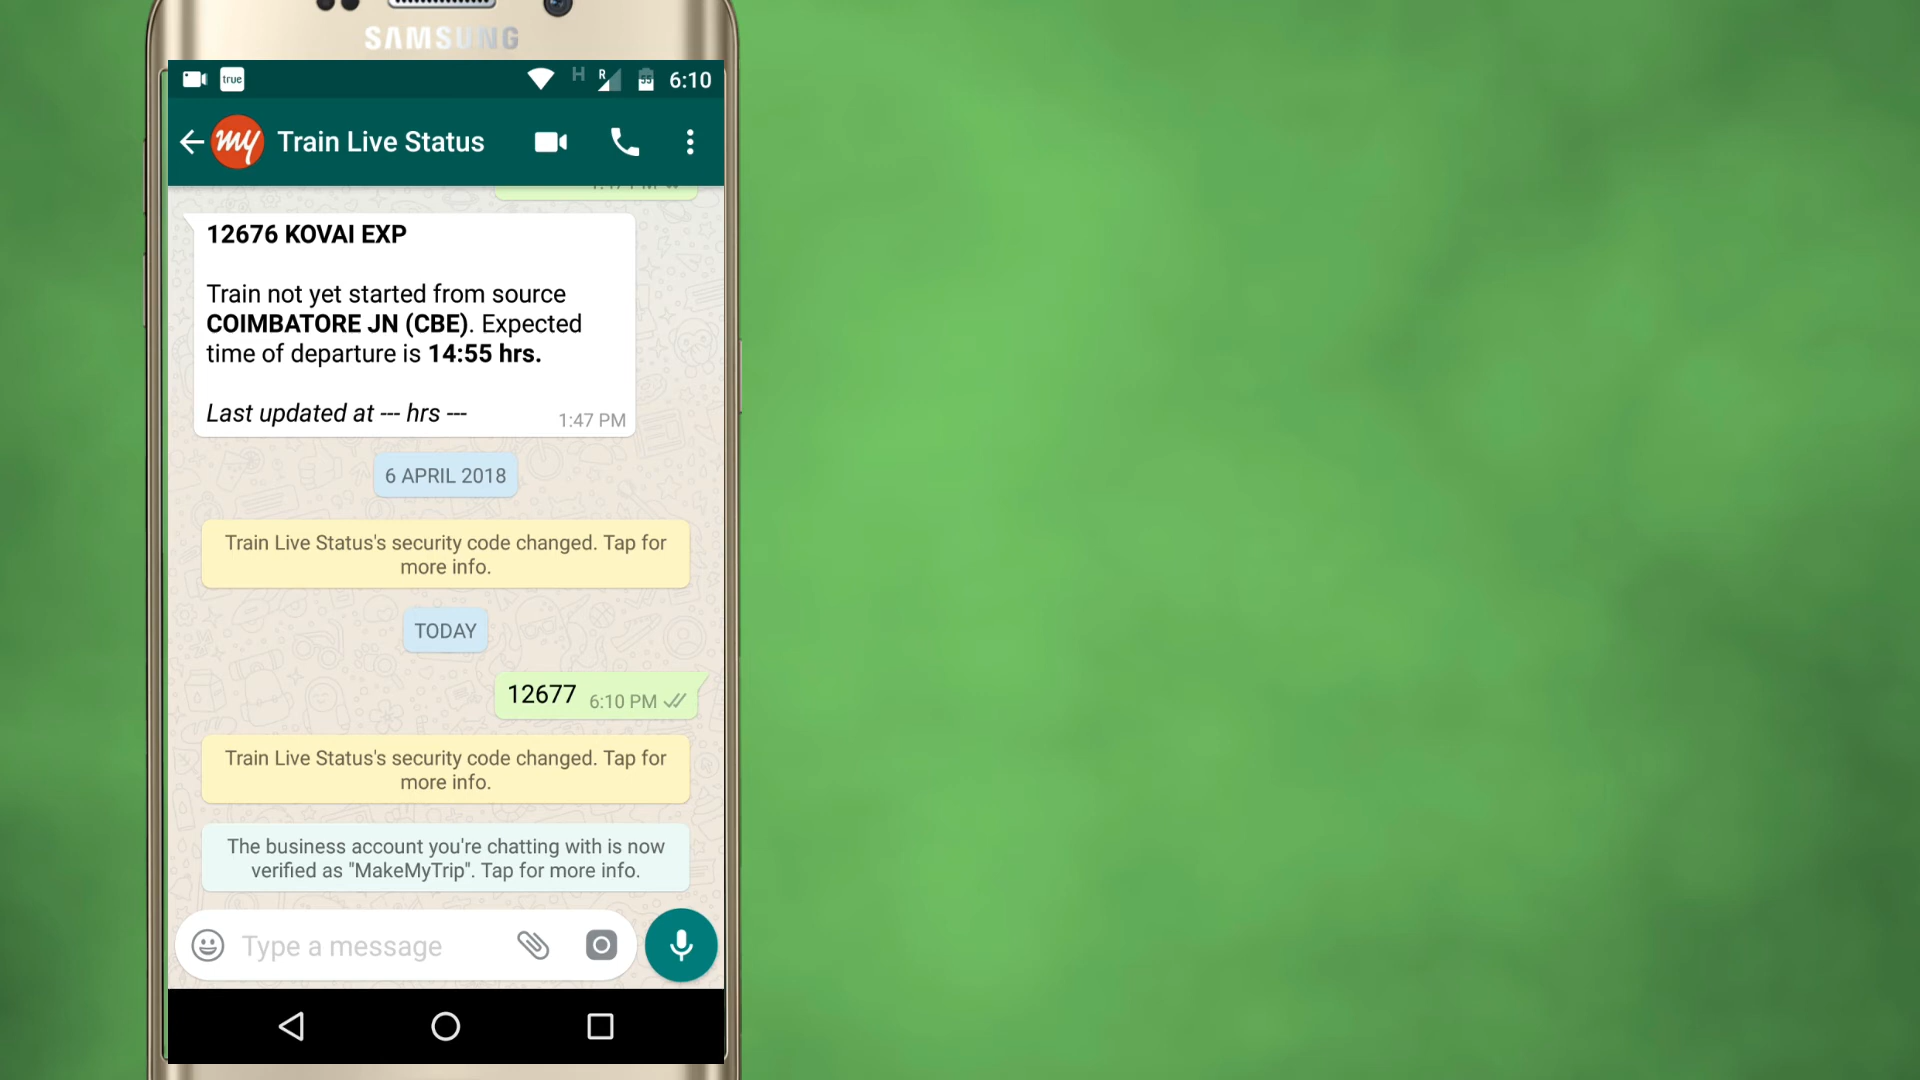 SAMSUNG
true
H
R
55
6:10
my
Train Live Status
12676 KOVAI EXP
Train not yet started from source
COIMBATORE JN (CBE). Expected
time of departure is 14:55 hrs.
Last updated at --- hrs ---
1:47 PM
6 APRIL 2018
Train Live Status's security code changed. Tap for
more info.
TODAY
12677 6:10 PM
Train Live Status's security code changed. Tap for
more info.
The business account you're chatting with is now
verified as "MakeMyTrip". Tap for more info.
Type a message